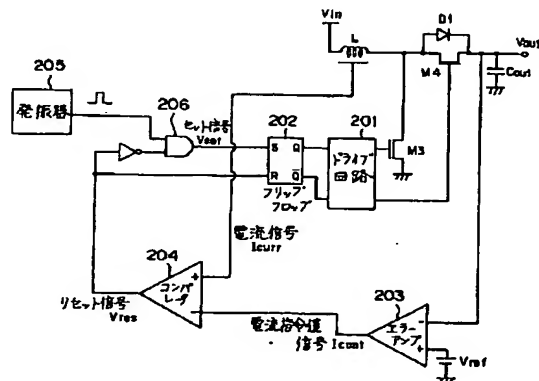 Vin
D1
L
Vout
M4
Cout
205
発振器
206
セット信号
Vset
202
S Q
R Q̅
フリップ
フロップ
201
ドライブ
回路
M3
電流信号
Icurr
204
コンパ
レータ
+
−
リセット信号
Vres
電流指令値
信号 Icont
203
エラー
アンプ
-
+
Vref